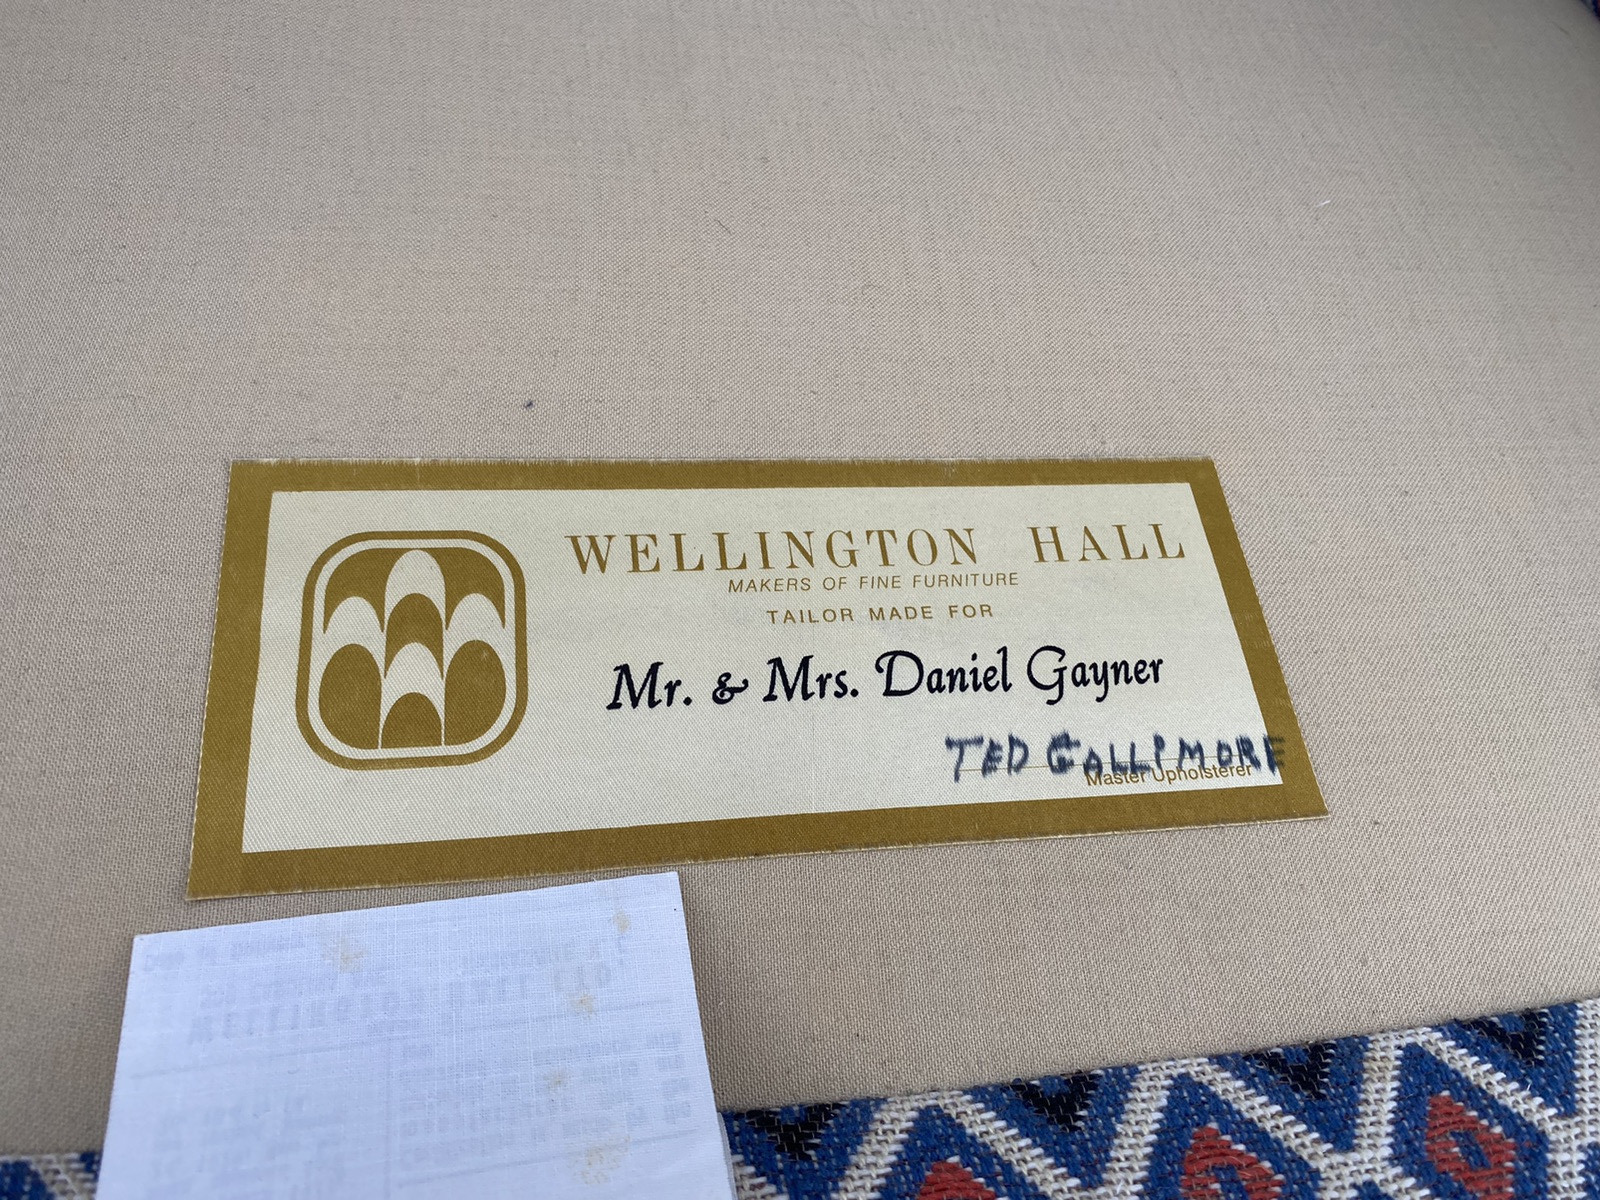 WELLINGTON HALL
MAKERS OF FINE FURNITURE
TAILOR MADE FOR
Mr. & Mrs. Daniel Gayner
TED GALLIMORE
Master Upholsterer